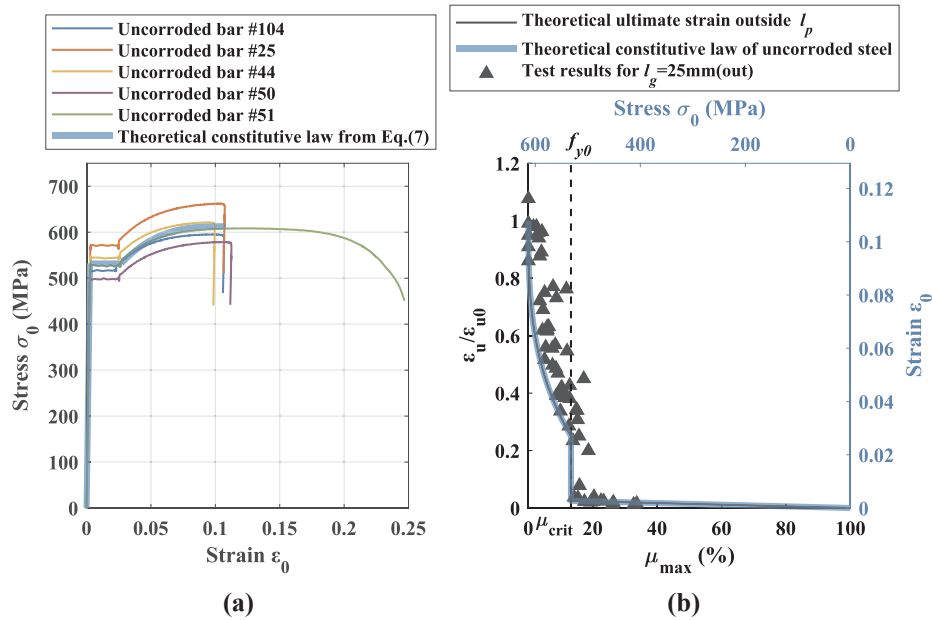 Uncorroded bar #104
Uncorroded bar #25
Uncorroded bar #44
Uncorroded bar #50
Uncorroded bar #51
Theoretical constitutive law from Eq.(7)
700
600
500
400
300
200
100
0
Stress σ0 (MPa)
0 0.05 0.1 0.15 0.2 0.25
Strain ε0
(a)
Theoretical ultimate strain outside lp
Theoretical constitutive law of uncorroded steel
Test results for lg=25mm(out)
Stress σ0 (MPa)
600 fy0 400 200 0
1.2
1
0.8
0.6
0.4
0.2
0
εu/εu0
0.12
0.1
0.08
0.06
0.04
0.02
0
Strain ε0
0 μcrit 20 40 60 80 100
μmax (%)
(b)